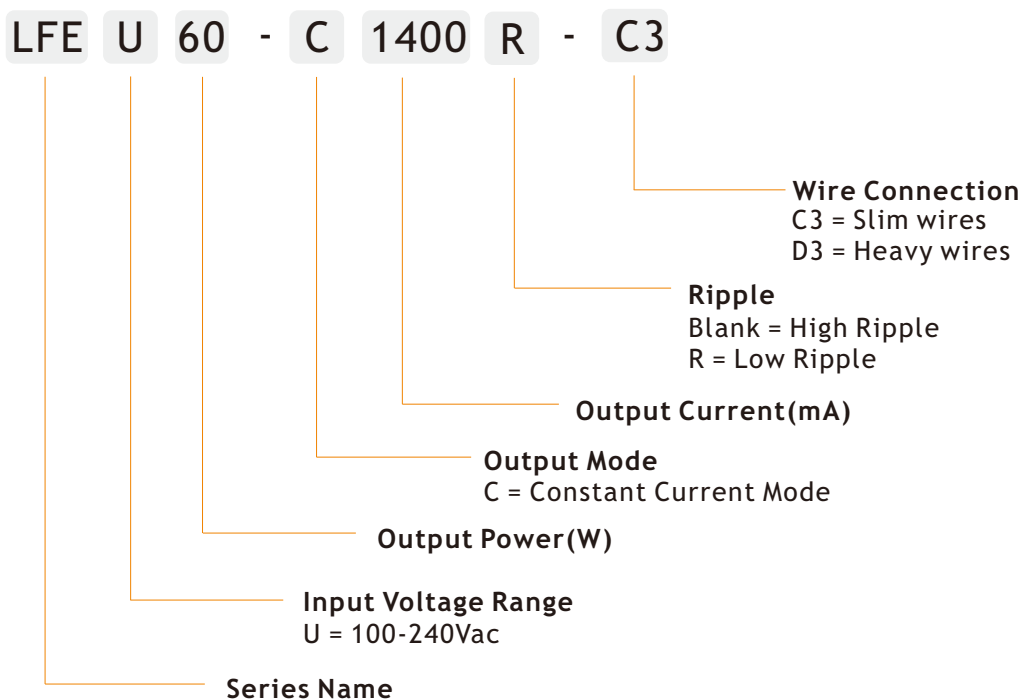 LFE U 60 - C 1400 R - C3
Wire Connection
C3 = Slim wires
D3 = Heavy wires
Ripple
Blank = High Ripple
R = Low Ripple
Output Current(mA)
Output Mode
C = Constant Current Mode
Output Power(W)
Input Voltage Range
U = 100-240Vac
Series Name